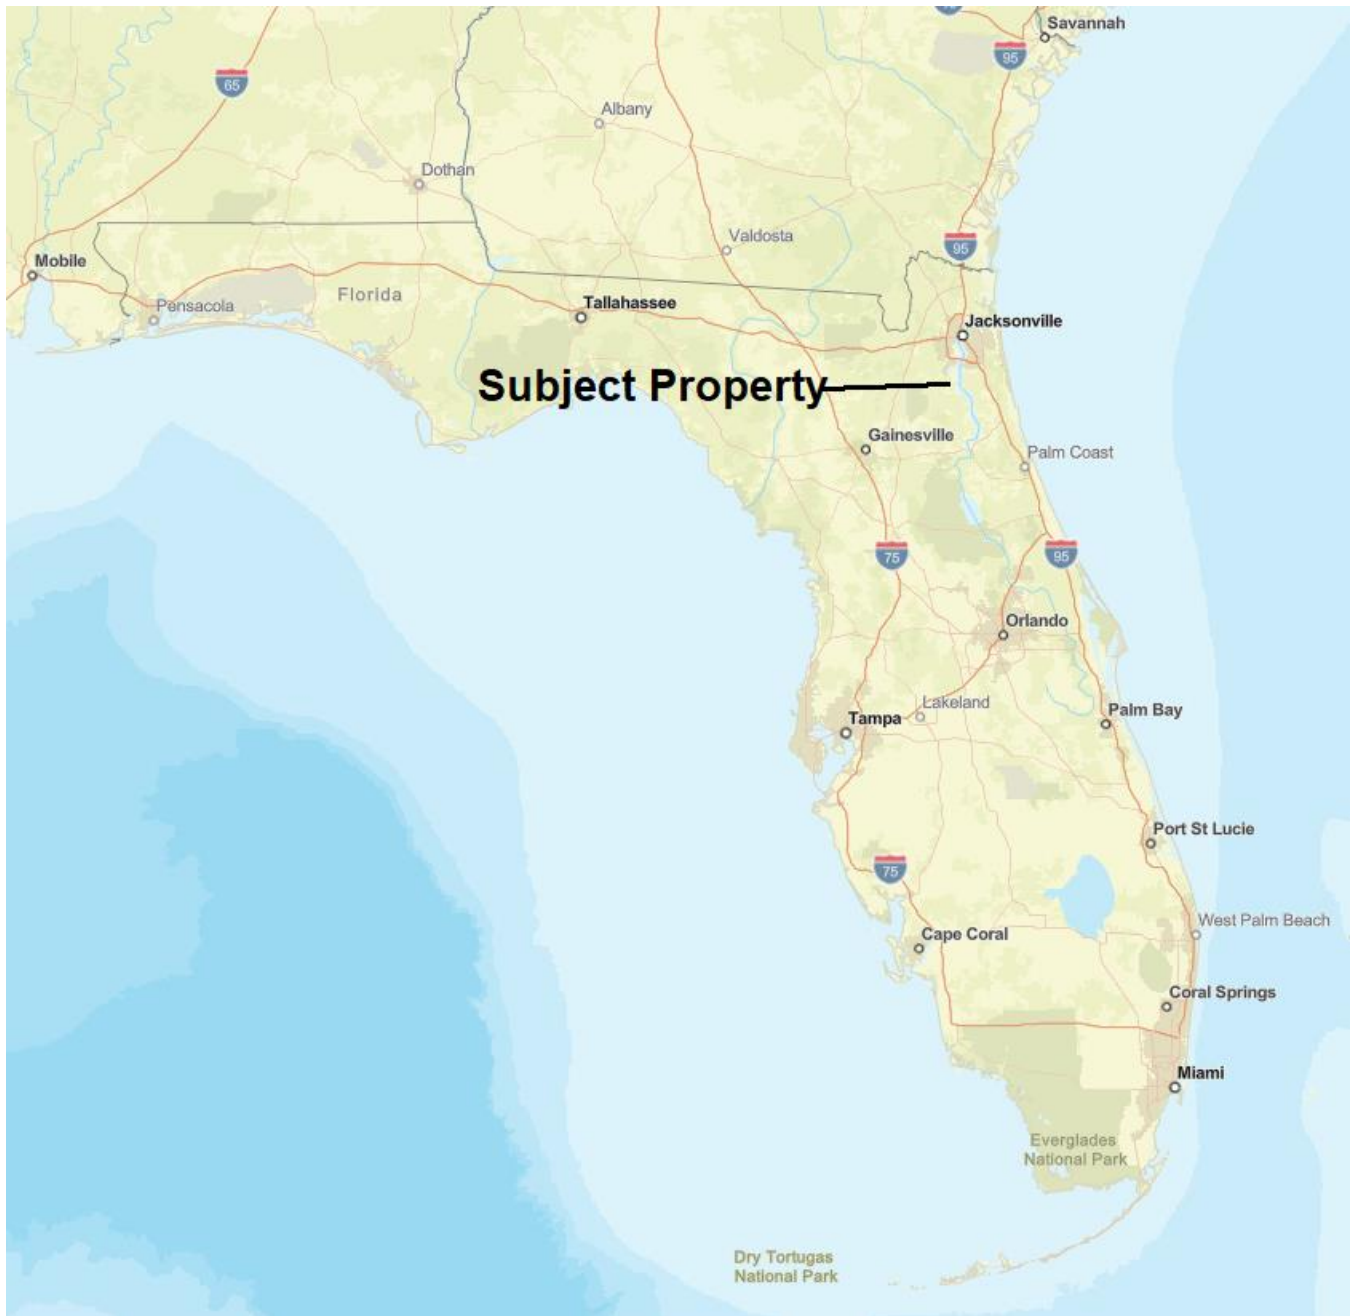 Savannah
95
65
Albany
Dothan
Valdosta
95
Mobile
Florida
Pensacola
Tallahassee
Jacksonville
Subject Property
Gainesville
Palm Coast
75
95
Orlando
Lakeland
Tampa
Palm Bay
Port St Lucie
75
West Palm Beach
Cape Coral
Coral Springs
Miami
Everglades
National Park
Dry Tortugas
National Park